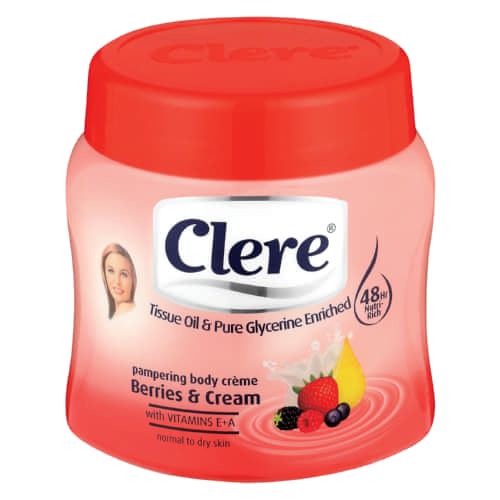 Clere
Clere®
Tissue Oil & Pure Glycerine Enriched
48Hr
Nutri-
Rich
pampering body crème
Berries & Cream
with VITAMINS E+A
normal to dry skin